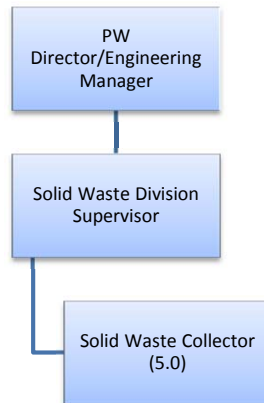 PW
Director/Engineering
Manager
Solid Waste Division
Supervisor
Solid Waste Collector
(5.0)